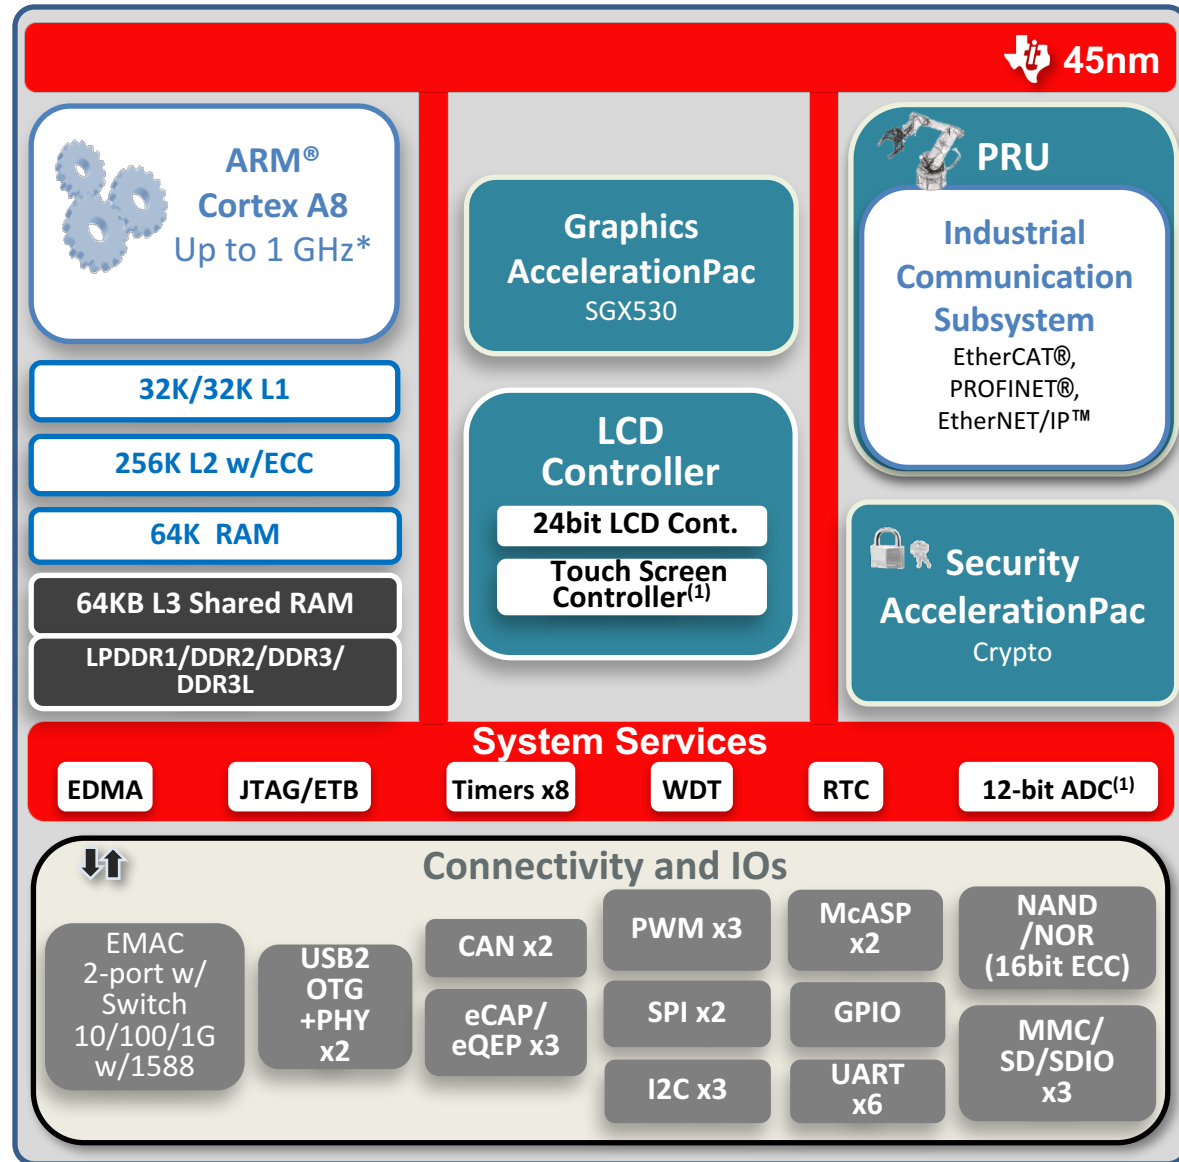 45nm
ARM®
Cortex A8
Up to 1 GHz*
32K/32K L1
256K L2 w/ECC
64K RAM
64KB L3 Shared RAM
LPDDR1/DDR2/DDR3/
DDR3L
Graphics
AccelerationPac
SGX530
LCD
Controller
24bit LCD Cont.
Touch Screen
Controller(1)
PRU
Industrial
Communication
Subsystem
EtherCAT®,
PROFINET®,
EtherNET/IP™
Security
AccelerationPac
Crypto
System Services
EDMA
JTAG/ETB
Timers x8
WDT
RTC
12-bit ADC(1)
Connectivity and IOs
EMAC
2-port w/
Switch
10/100/1G
w/1588
USB2
OTG
+PHY
x2
CAN x2
eCAP/
eQEP x3
PWM x3
SPI x2
I2C x3
McASP
x2
GPIO
UART
x6
NAND
/NOR
(16bit ECC)
MMC/
SD/SDIO
x3